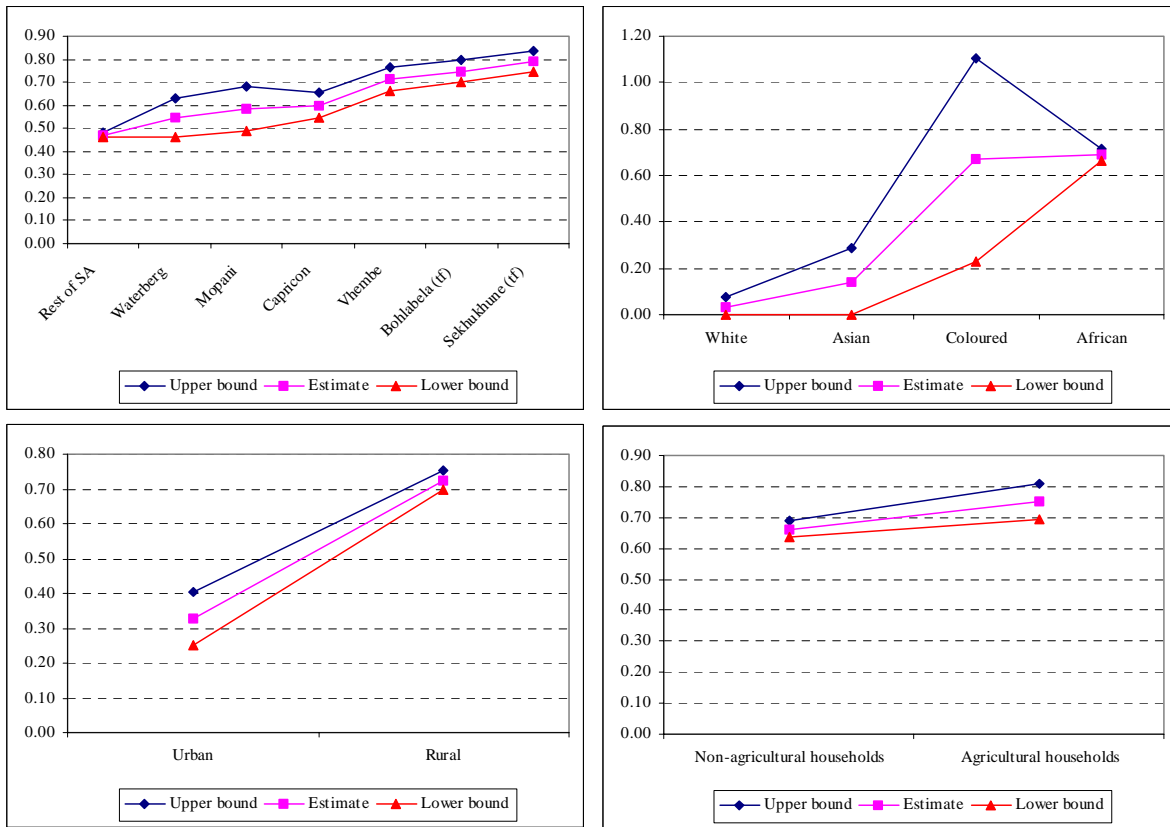 0.90
0.80
0.70
0.60
0.50
0.40
0.30
0.20
0.10
0.00
Rest of SA
Waterberg
Mopani
Capricon
Vhembe
Bohlabela (tf)
Sekhukhune (tf)
Upper bound Estimate Lower bound
1.20
1.00
0.80
0.60
0.40
0.20
0.00
White Asian Coloured African
Upper bound Estimate Lower bound
0.80
0.70
0.60
0.50
0.40
0.30
0.20
0.10
0.00
Urban Rural
Upper bound Estimate Lower bound
0.90
0.80
0.70
0.60
0.50
0.40
0.30
0.20
0.10
0.00
Non-agricultural households Agricultural households
Upper bound Estimate Lower bound